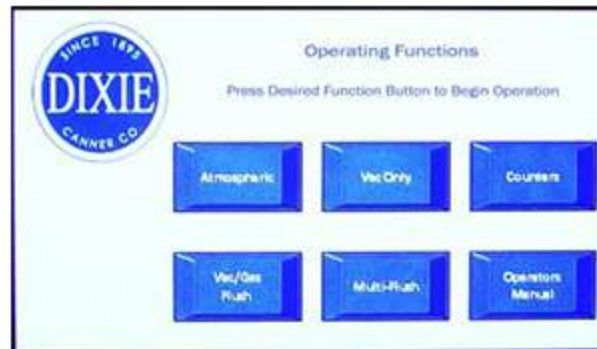 SINCE 1895
DIXIE
CANNER CO
Operating Functions
Press Desired Function Button to Begin Operation
Atmospheric
Vac Only
Counters
Vac/Gas
Flush
Multi-Flush
Operators
Manual